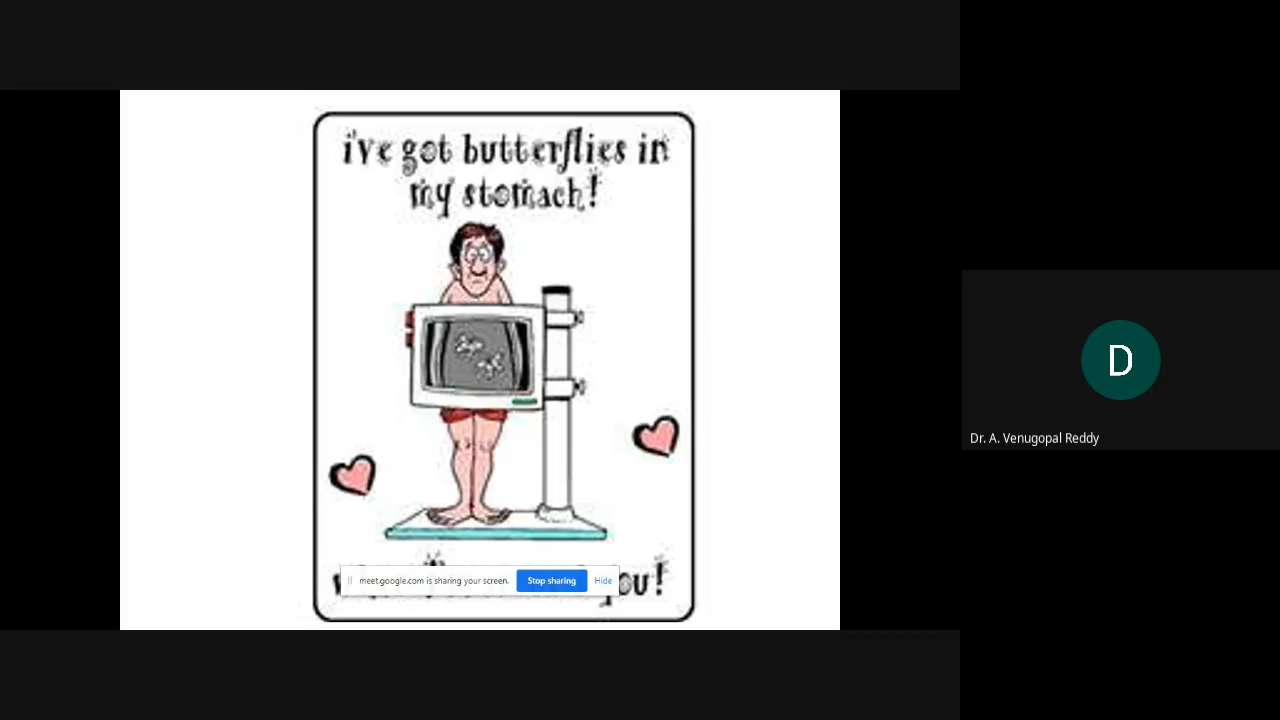 i've got butterflies in
my stomach!
meet.google.com is sharing your screen. Stop sharing Hide
you!
D
Dr. A. Venugopal Reddy